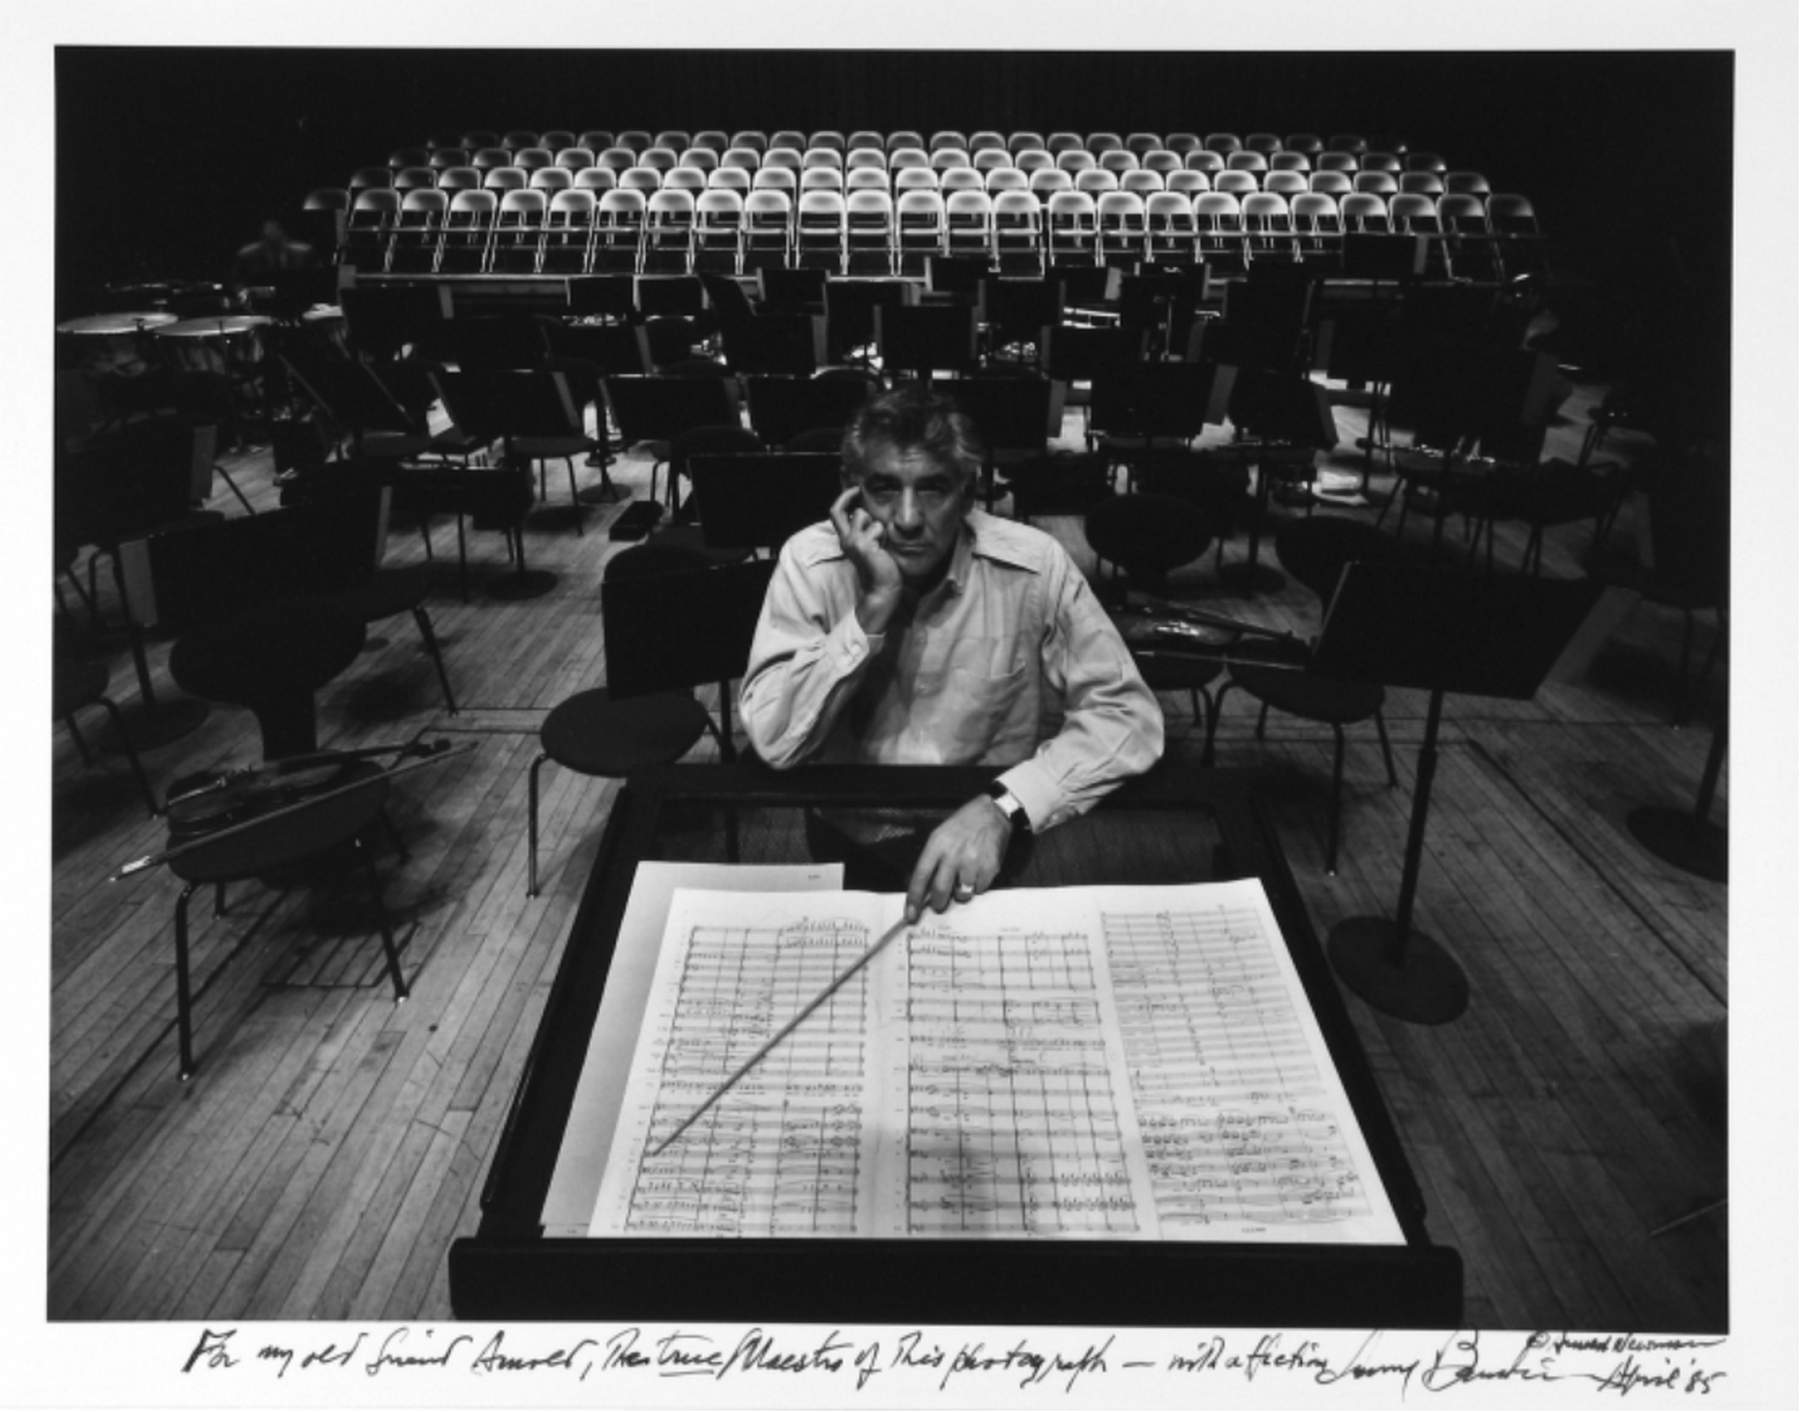 © Arnold Newman
For my old friend Arnold, the true Maestro of this photograph — with affection Lenny Bernstein April '85